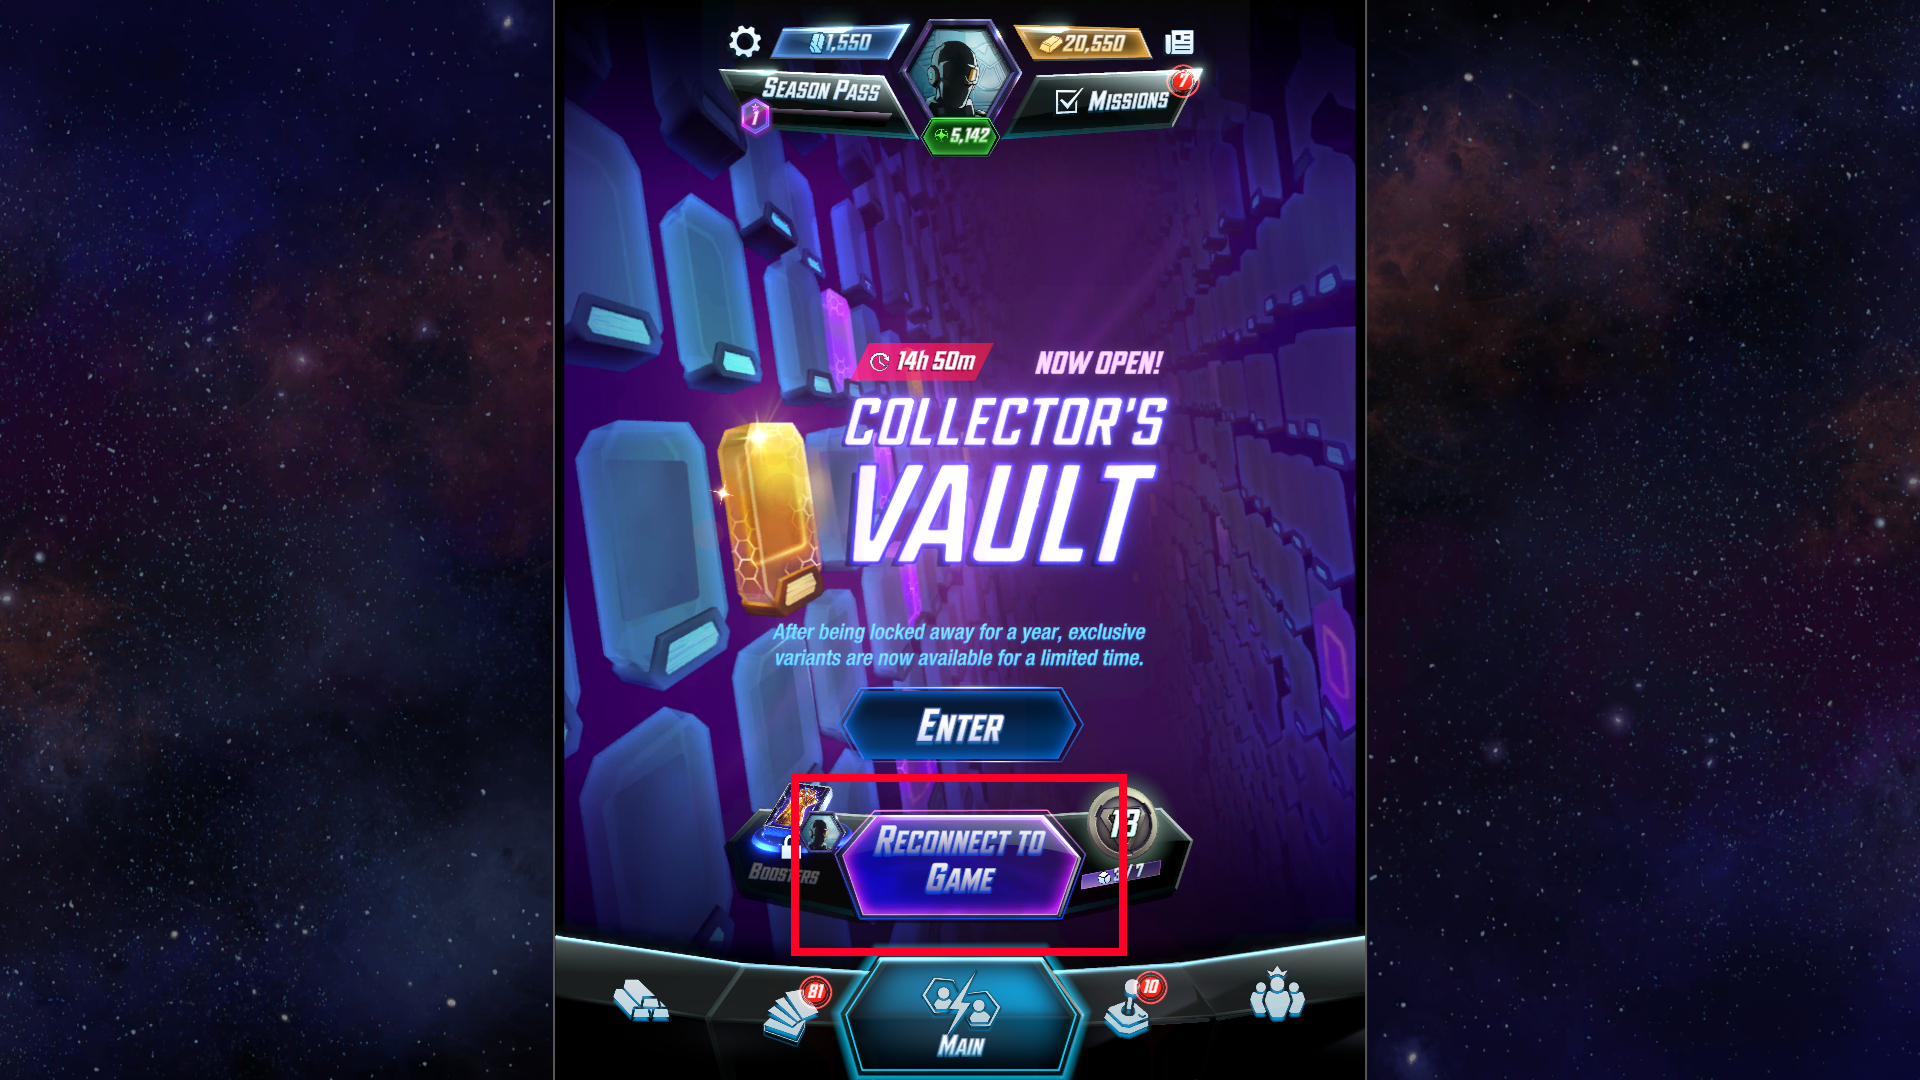 1,550
20,550
SEASON PASS
1
MISSIONS
7
5,142
14h 50m
NOW OPEN!
COLLECTOR'S
VAULT
After being locked away for a year, exclusive
variants are now available for a limited time.
ENTER
BOOSTERS
RECONNECT TO
GAME
13
3/7
81
MAIN
10